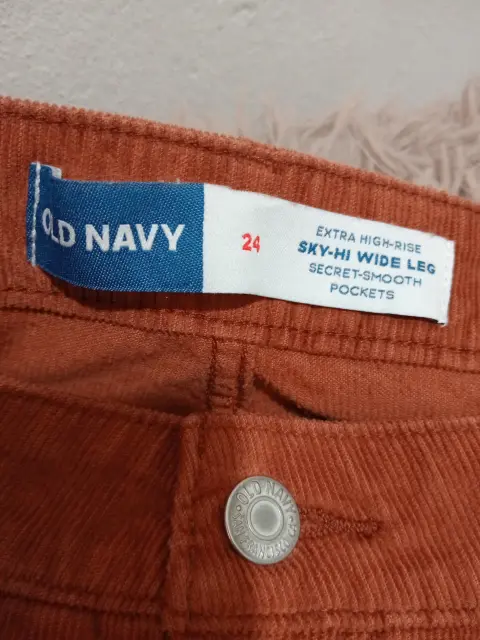 OLD NAVY
24
EXTRA HIGH-RISE
SKY-HI WIDE LEG
SECRET-SMOOTH
POCKETS
OLD NAVY